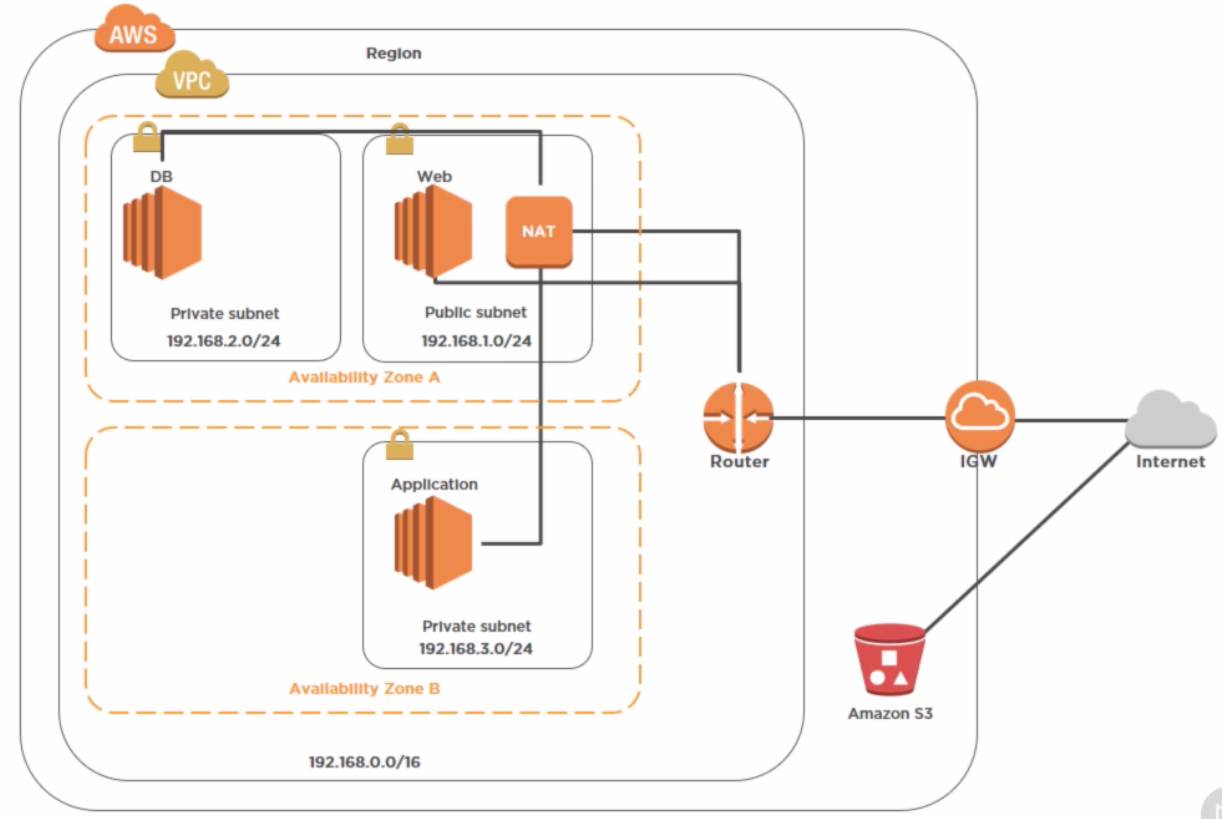 AWS
Region
VPC
DB
Web
NAT
Private subnet
192.168.2.0/24
Public subnet
192.168.1.0/24
Availability Zone A
Router
IGW
Internet
Application
Private subnet
192.168.3.0/24
Availability Zone B
Amazon S3
192.168.0.0/16